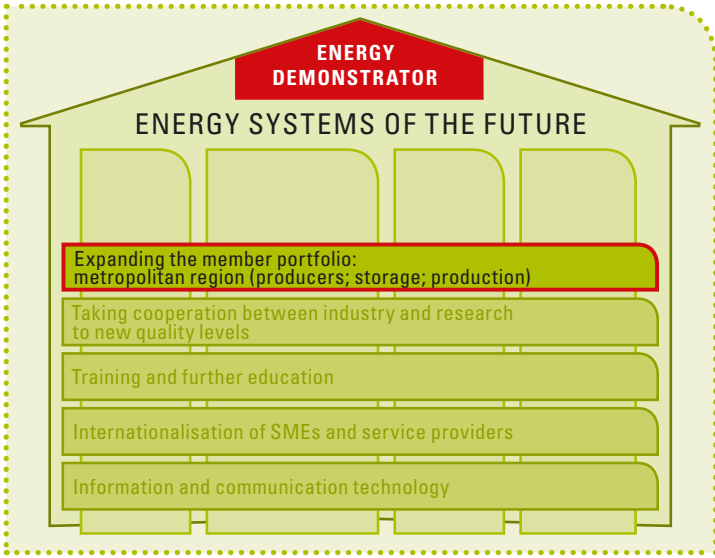 ENERGY
DEMONSTRATOR
ENERGY SYSTEMS OF THE FUTURE
Expanding the member portfolio:
metropolitan region (producers; storage; production)
Taking cooperation between industry and research
to new quality levels
Training and further education
Internationalisation of SMEs and service providers
Information and communication technology